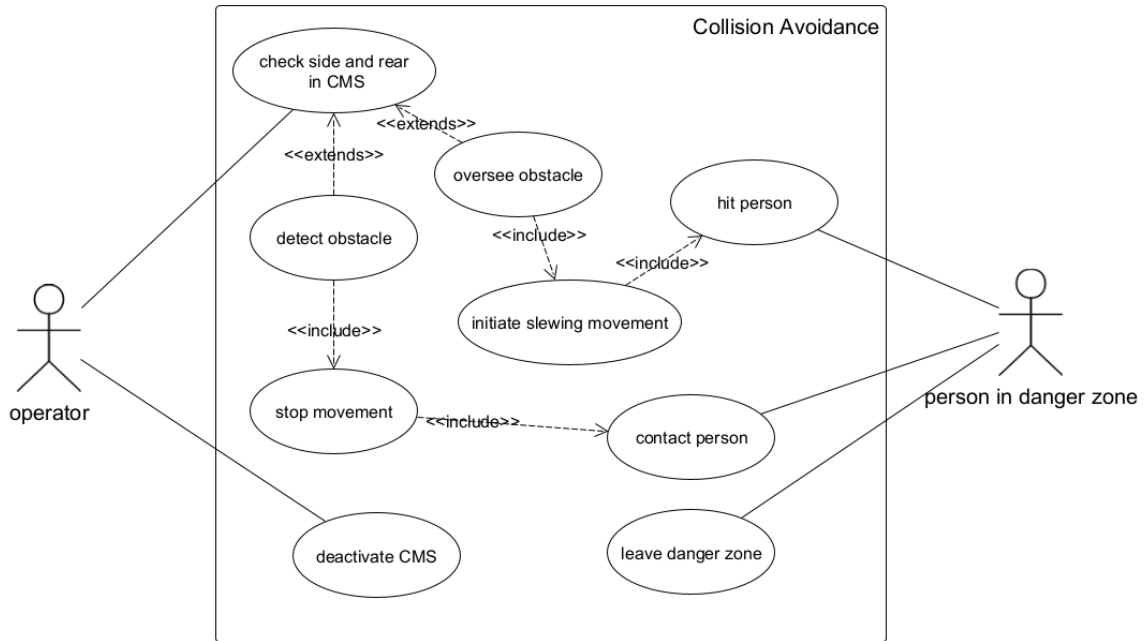 Collision Avoidance
check side and rear
in CMS
<<extends>>
<<extends>>
oversee obstacle
hit person
detect obstacle
<<include>>
<<include>>
initiate slewing movement
<<include>>
operator
person in danger zone
stop movement
<<include>>
contact person
deactivate CMS
leave danger zone